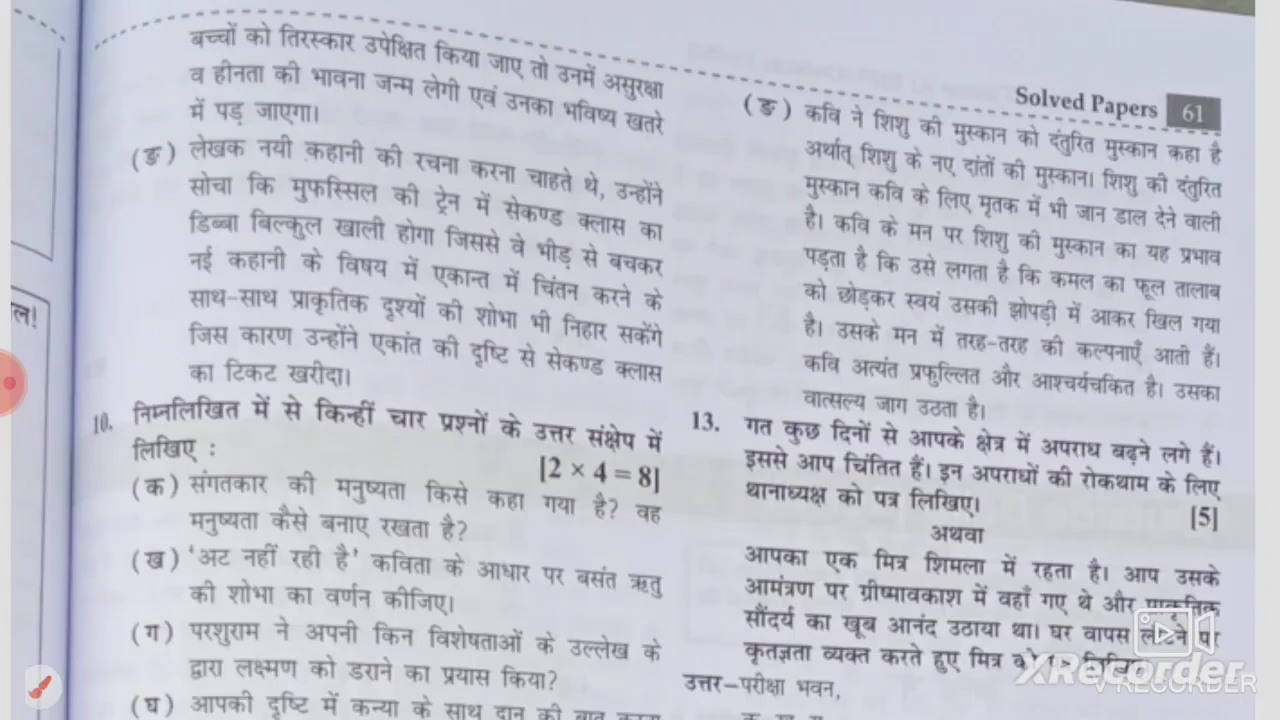 बच्चों को तिरस्कार उपेक्षित किया जाए तो उनमें असुरक्षा
व हीनता की भावना जन्म लेगी एवं उनका भविष्य खतरे
में पड़ जाएगा।
(ङ) लेखक नयी कहानी की रचना करना चाहते थे, उन्होंने
सोचा कि मुफस्सिल की ट्रेन में सेकण्ड क्लास का
डिब्बा बिल्कुल खाली होगा जिससे वे भीड़ से बचकर
नई कहानी के विषय में एकान्त में चिंतन करने के
साथ-साथ प्राकृतिक दृश्यों की शोभा भी निहार सकेंगे
जिस कारण उन्होंने एकांत की दृष्टि से सेकण्ड क्लास
का टिकट खरीदा।
10. निम्नलिखित में से किन्हीं चार प्रश्नों के उत्तर संक्षेप में
लिखिए :
[2 × 4 = 8]
(क) संगतकार की मनुष्यता किसे कहा गया है? वह
मनुष्यता कैसे बनाए रखता है?
(ख) 'अट नहीं रही है' कविता के आधार पर बसंत ऋतु
की शोभा का वर्णन कीजिए।
(ग) परशुराम ने अपनी किन विशेषताओं के उल्लेख के
द्वारा लक्ष्मण को डराने का प्रयास किया?
(घ) आपकी दृष्टि में कन्या के साथ दान की बात करना
ल!
Solved Papers 61
(ङ) कवि ने शिशु की मुस्कान को दंतुरित मुस्कान कहा है
अर्थात् शिशु के नए दांतों की मुस्कान। शिशु की दंतुरित
मुस्कान कवि के लिए मृतक में भी जान डाल देने वाली
है। कवि के मन पर शिशु की मुस्कान का यह प्रभाव
पड़ता है कि उसे लगता है कि कमल का फूल तालाब
को छोड़कर स्वयं उसकी झोपड़ी में आकर खिल गया
है। उसके मन में तरह-तरह की कल्पनाएँ आती हैं।
कवि अत्यंत प्रफुल्लित और आश्चर्यचकित है। उसका
वात्सल्य जाग उठता है।
13. गत कुछ दिनों से आपके क्षेत्र में अपराध बढ़ने लगे हैं।
इससे आप चिंतित हैं। इन अपराधों की रोकथाम के लिए
थानाध्यक्ष को पत्र लिखिए।
[5]
अथवा
आपका एक मित्र शिमला में रहता है। आप उसके
आमंत्रण पर ग्रीष्मावकाश में वहाँ गए थे और प्राकृतिक
सौंदर्य का खूब आनंद उठाया था। घर वापस लौटने पर
कृतज्ञता व्यक्त करते हुए मित्र को पत्र लिखिए।
उत्तर-परीक्षा भवन,
XRecorder
V RECORDER